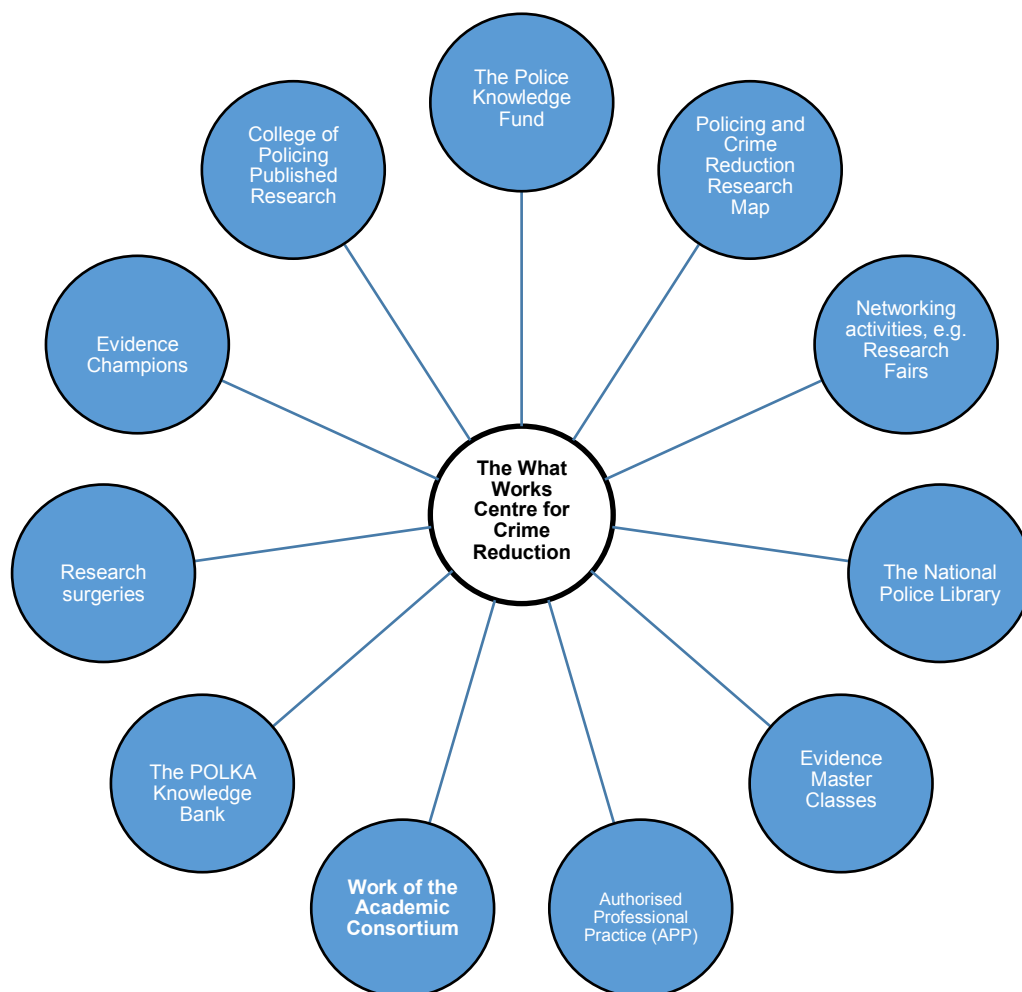 The Police
Knowledge
Fund
College of
Policing
Published
Research
Policing and
Crime
Reduction
Research
Map
Evidence
Champions
Networking
activities, e.g.
Research
Fairs
The What
Works
Centre for
Crime
Reduction
Research
surgeries
The National
Police Library
The POLKA
Knowledge
Bank
Evidence
Master
Classes
Work of the
Academic
Consortium
Authorised
Professional
Practice (APP)